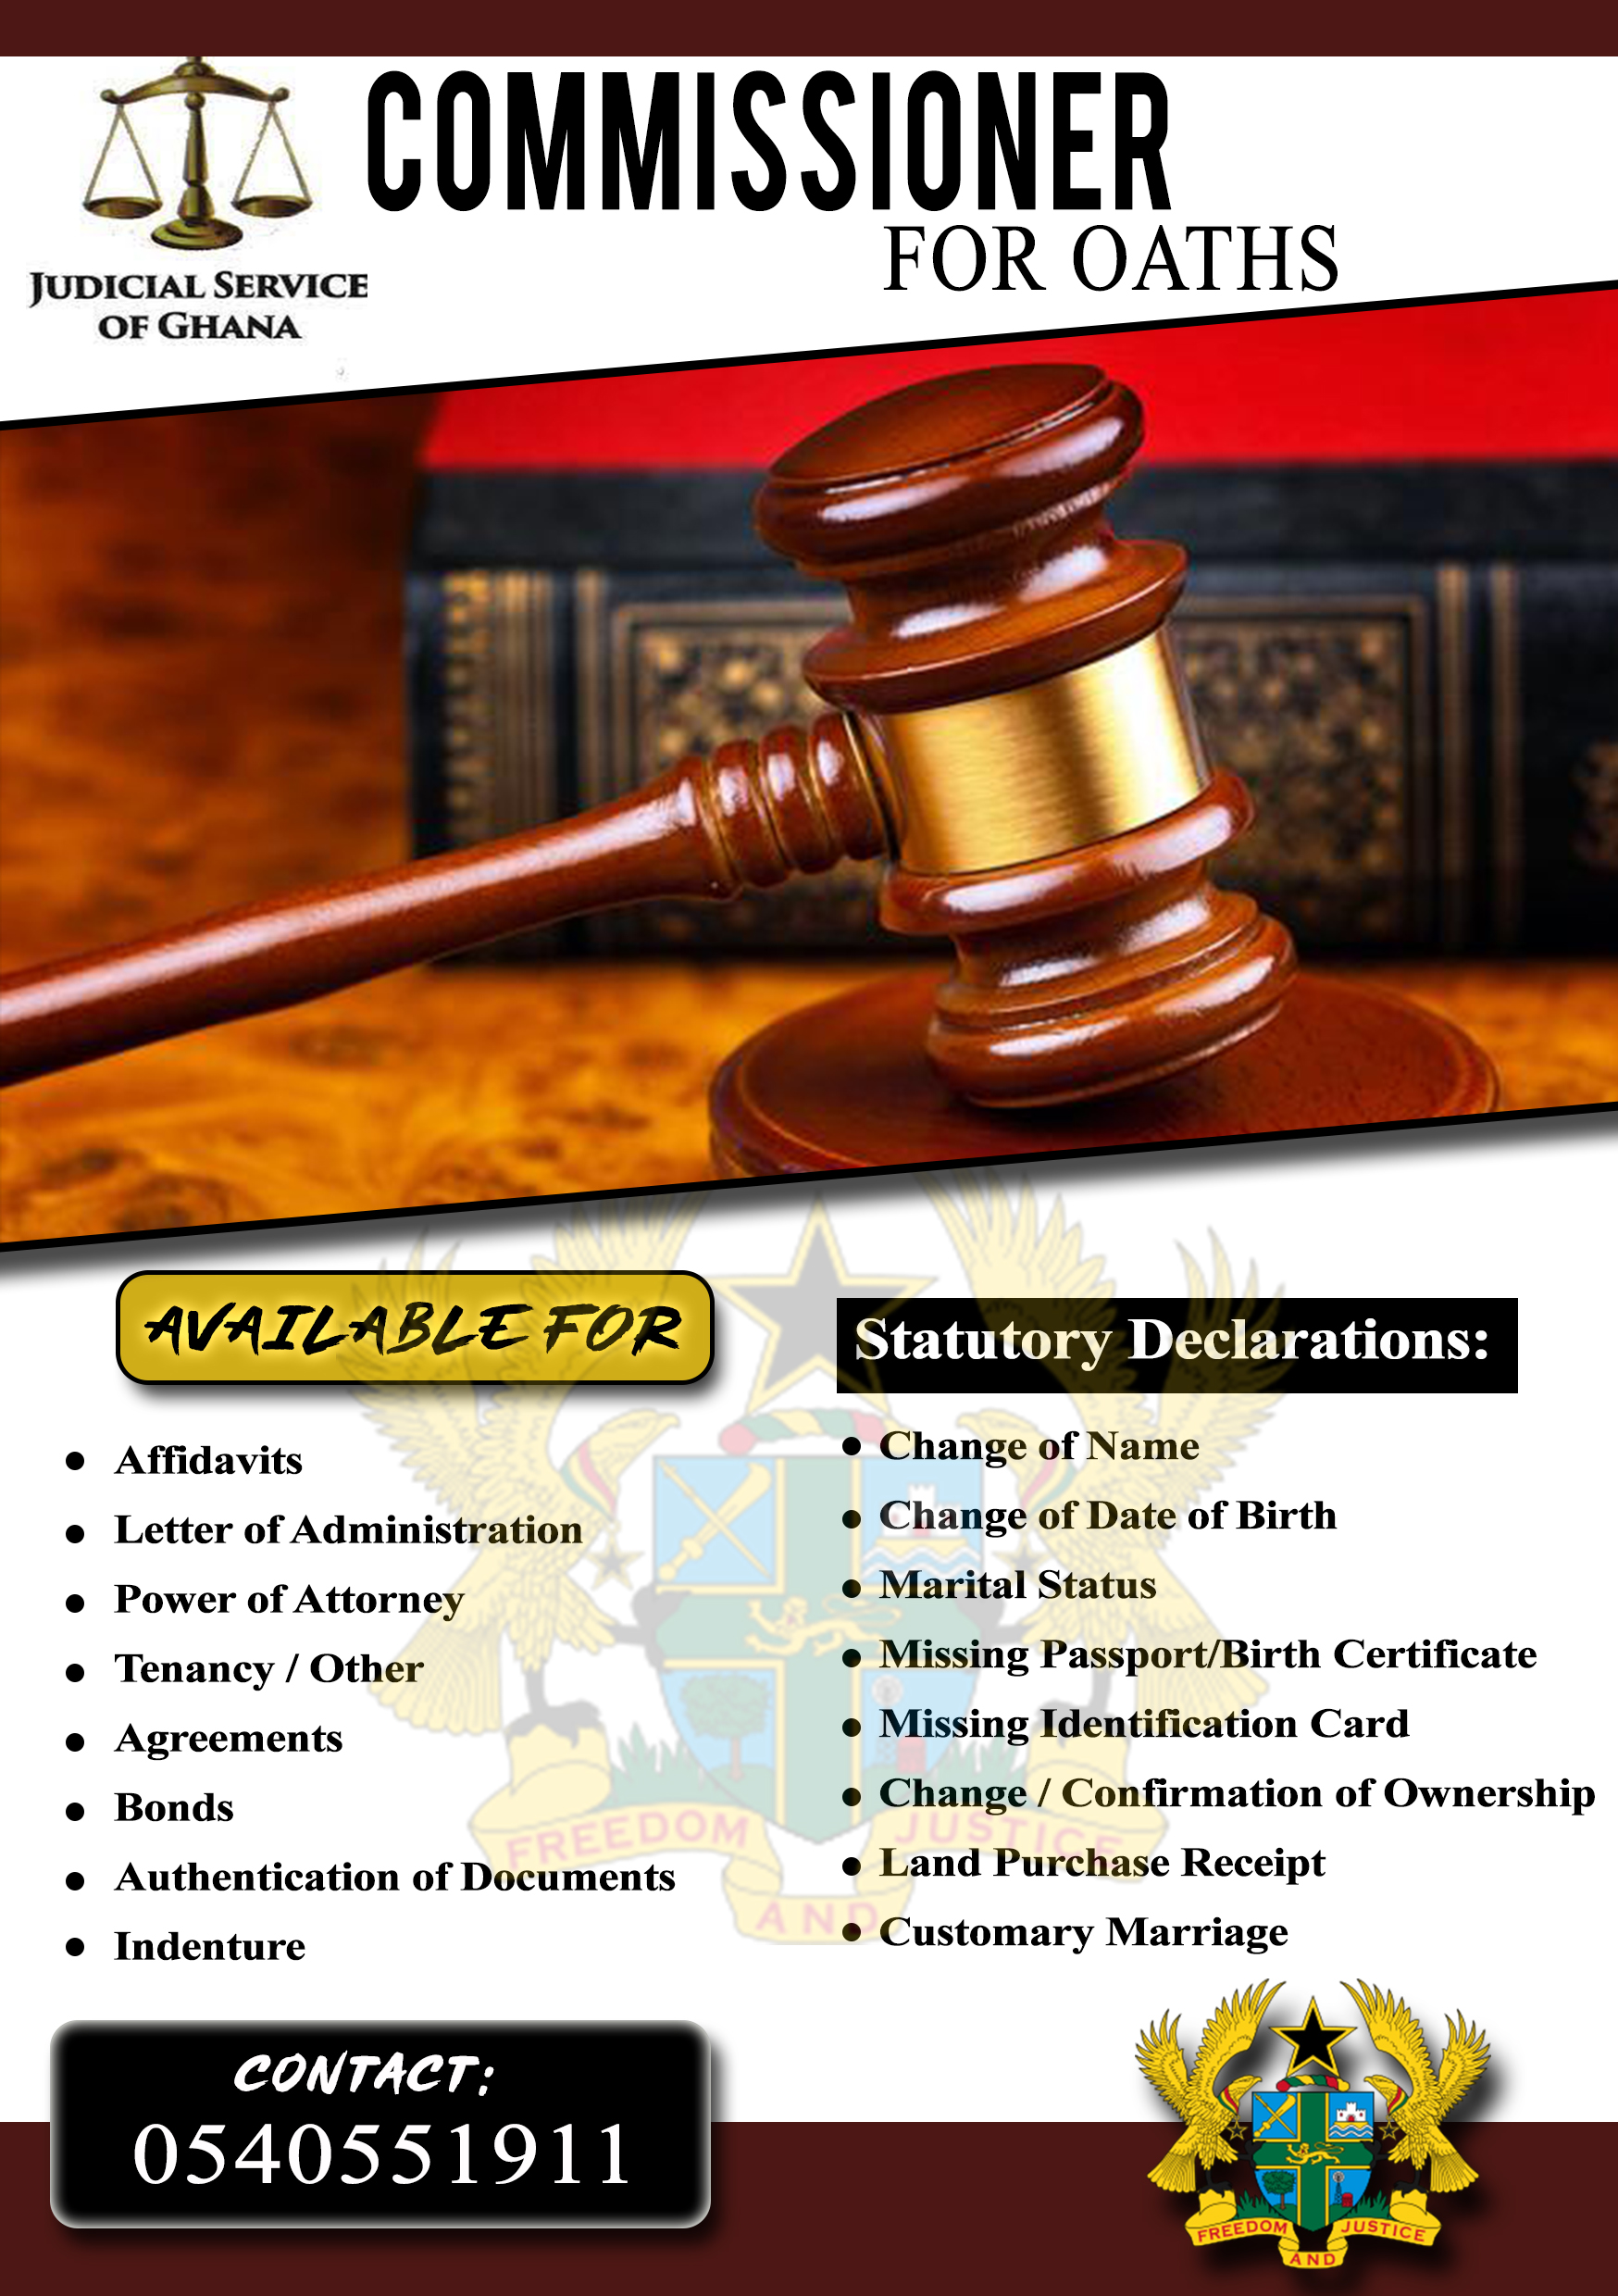 COMMISSIONER
FOR OATHS
JUDICIAL SERVICE
OF GHANA
AVAILABLE FOR
• Affidavits
• Letter of Administration
• Power of Attorney
• Tenancy / Other
• Agreements
• Bonds
• Authentication of Documents
• Indenture
Statutory Declarations:
• Change of Name
• Change of Date of Birth
• Marital Status
• Missing Passport/Birth Certificate
• Missing Identification Card
• Change / Confirmation of Ownership
• Land Purchase Receipt
• Customary Marriage
FREEDOM JUSTICE
AND
CONTACT:
0540551911
FREEDOM JUSTICE
AND